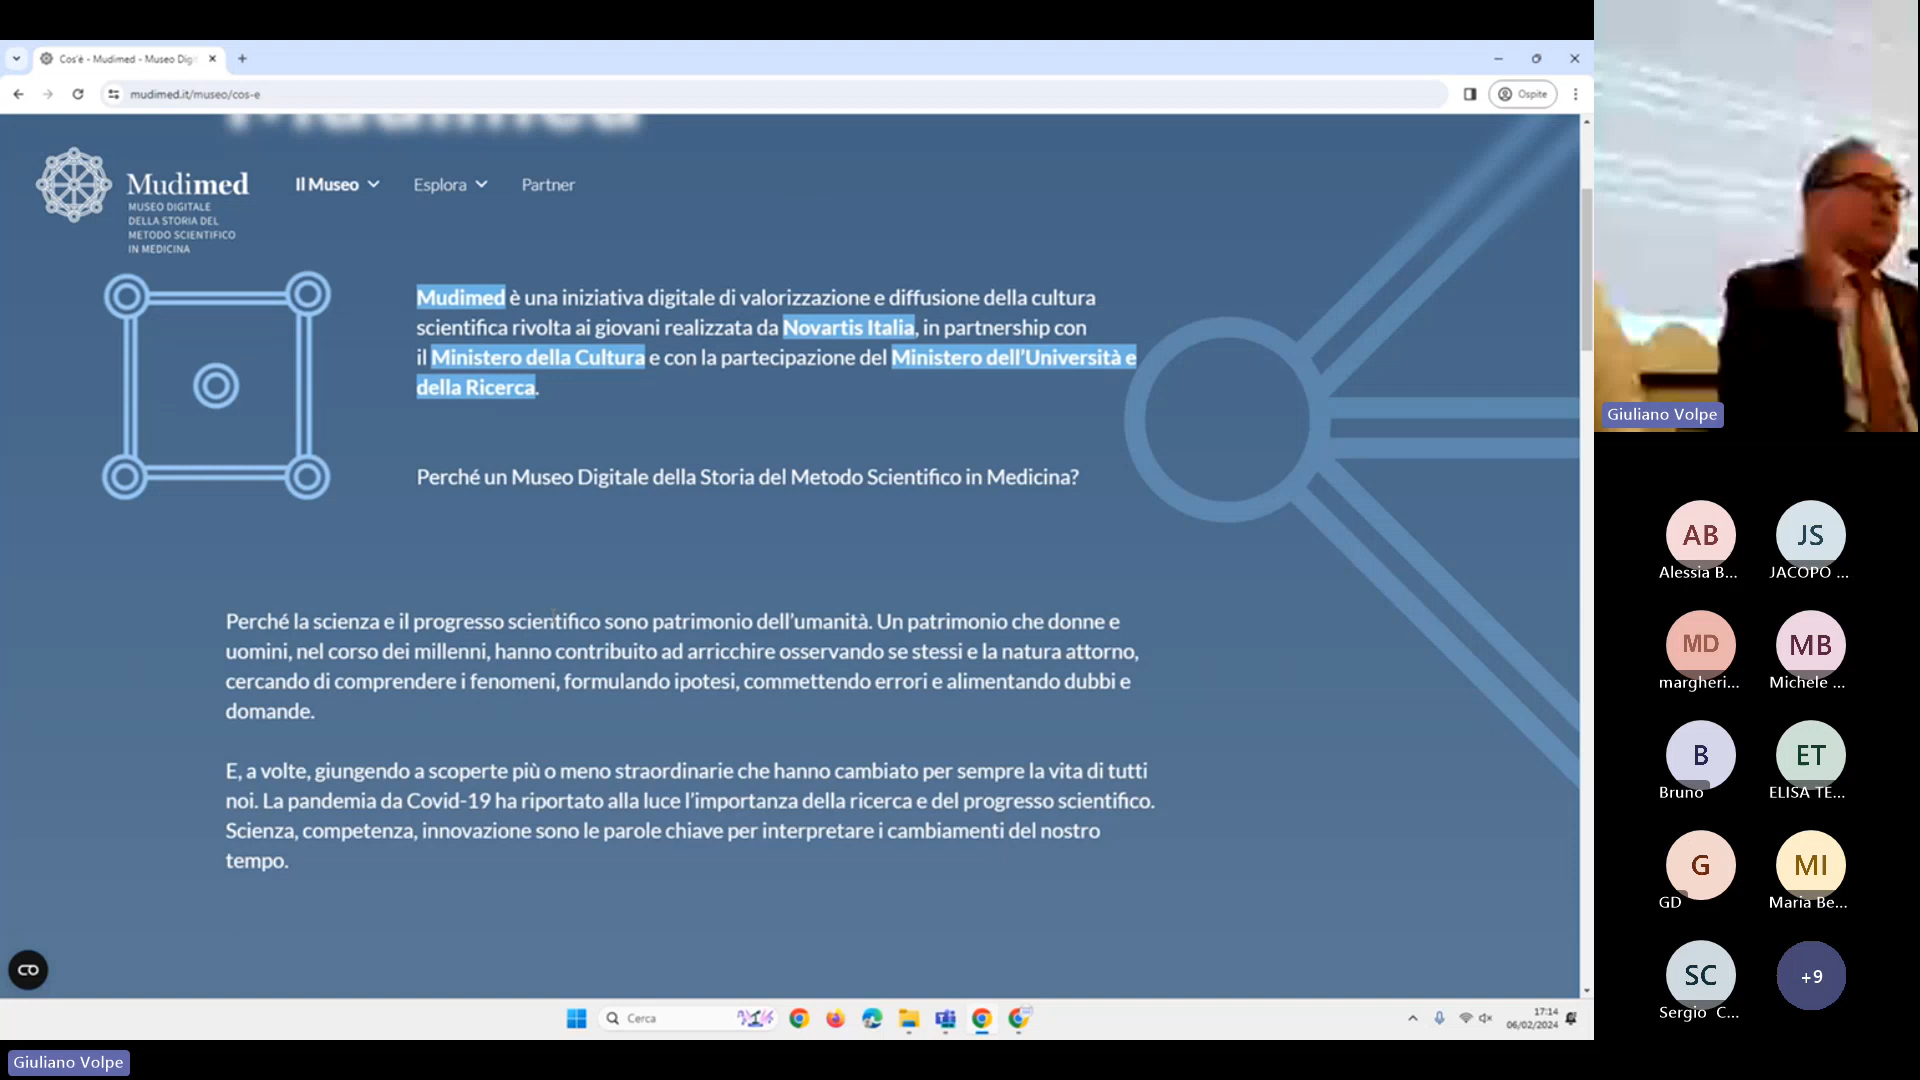 Cos'è - Mudimed - Museo Dig
mudimed.it/museo/cos-e
Ospite
Mudimed
Mudimed
MUSEO DIGITALE
DELLA STORIA DEL
METODO SCIENTIFICO
IN MEDICINA
Il Museo
Esplora
Partner
Mudimed è una iniziativa digitale di valorizzazione e diffusione della cultura
scientifica rivolta ai giovani realizzata da Novartis Italia, in partnership con
il Ministero della Cultura e con la partecipazione del Ministero dell'Università e
della Ricerca.
Perché un Museo Digitale della Storia del Metodo Scientifico in Medicina?
Perché la scienza e il progresso scientifico sono patrimonio dell'umanità. Un patrimonio che donne e
uomini, nel corso dei millenni, hanno contribuito ad arricchire osservando se stessi e la natura attorno,
cercando di comprendere i fenomeni, formulando ipotesi, commettendo errori e alimentando dubbi e
domande.
E, a volte, giungendo a scoperte più o meno straordinarie che hanno cambiato per sempre la vita di tutti
noi. La pandemia da Covid-19 ha riportato alla luce l'importanza della ricerca e del progresso scientifico.
Scienza, competenza, innovazione sono le parole chiave per interpretare i cambiamenti del nostro
tempo.
Cerca
17:14
06/02/2024
Giuliano Volpe
Giuliano Volpe
AB
Alessia B...
JS
JACOPO ...
MD
margheri...
MB
Michele ...
B
Bruno
ET
ELISA TE...
G
GD
MI
Maria Be...
SC
Sergio C...
+9